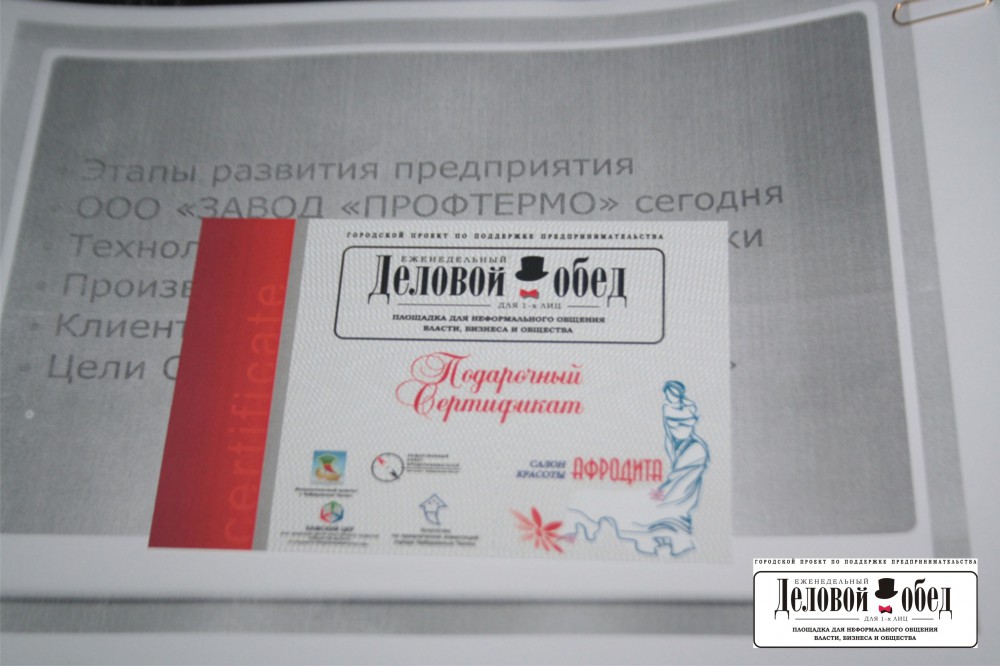 Этапы развития предприятия
ООО «ЗАВОД «ПРОФТЕРМО» сегодня
Технол
ки
Произв
Клиент
Цели С
certificate
ГОРОДСКОЙ ПРОЕКТ ПО ПОДДЕРЖКЕ ПРЕДПРИНИМАТЕЛЬСТВА
ЕЖЕНЕДЕЛЬНЫЙ
Деловой обед
ДЛЯ 1-х ЛИЦ
ПЛОЩАДКА ДЛЯ НЕФОРМАЛЬНОГО ОБЩЕНИЯ
ВЛАСТИ, БИЗНЕСА И ОБЩЕСТВА
Подарочный
Сертификат
САЛОН
КРАСОТЫ АФРОДИТА
КАМСКИЙ ЦКР
ГОРОДСКОЙ ПРОЕКТ ПО ПОДДЕРЖКЕ ПРЕДПРИНИМАТЕЛЬСТВА
ЕЖЕНЕДЕЛЬНЫЙ
Деловой обед
ДЛЯ 1-х ЛИЦ
ПЛОЩАДКА ДЛЯ НЕФОРМАЛЬНОГО ОБЩЕНИЯ
ВЛАСТИ, БИЗНЕСА И ОБЩЕСТВА